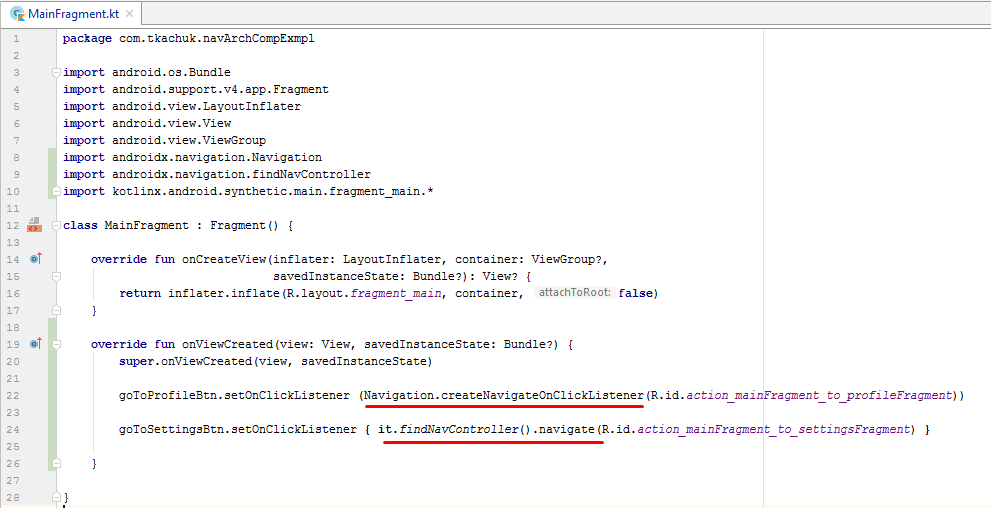 MainFragment.kt
1 package com.tkachuk.navArchCompExmpl
2
3 import android.os.Bundle
4 import android.support.v4.app.Fragment
5 import android.view.LayoutInflater
6 import android.view.View
7 import android.view.ViewGroup
8 import androidx.navigation.Navigation
9 import androidx.navigation.findNavController
10 import kotlinx.android.synthetic.main.fragment_main.*
11
12 class MainFragment : Fragment() {
13
14 override fun onCreateView(inflater: LayoutInflater, container: ViewGroup?,
15 savedInstanceState: Bundle?): View? {
16 return inflater.inflate(R.layout.fragment_main, container, attachToRoot: false)
17 }
18
19 override fun onViewCreated(view: View, savedInstanceState: Bundle?) {
20 super.onViewCreated(view, savedInstanceState)
21
22 goToProfileBtn.setOnClickListener (Navigation.createNavigateOnClickListener(R.id.action_mainFragment_to_profileFragment))
23
24 goToSettingsBtn.setOnClickListener { it.findNavController().navigate(R.id.action_mainFragment_to_settingsFragment) }
25
26 }
27
28 }